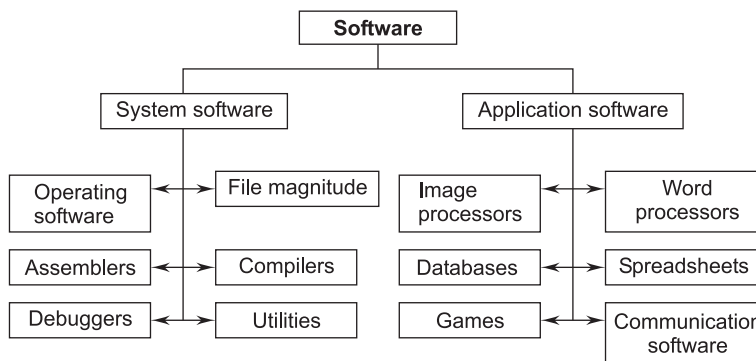 Software
System software
Application software
Operating
software
File magnitude
Image
processors
Word
processors
Assemblers
Compilers
Databases
Spreadsheets
Debuggers
Utilities
Games
Communication
software